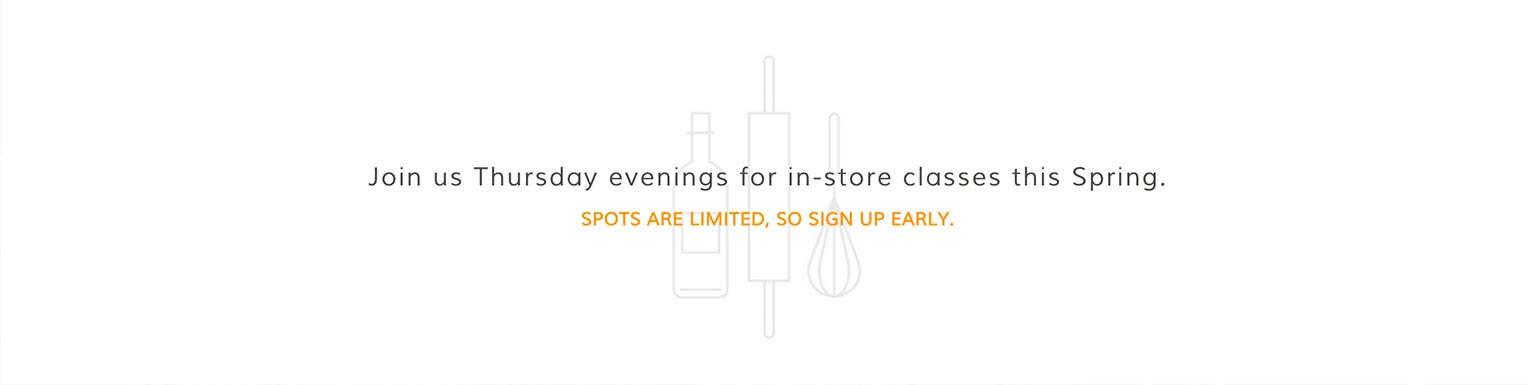 Join us Thursday evenings for in-store classes this Spring.
SPOTS ARE LIMITED, SO SIGN UP EARLY.